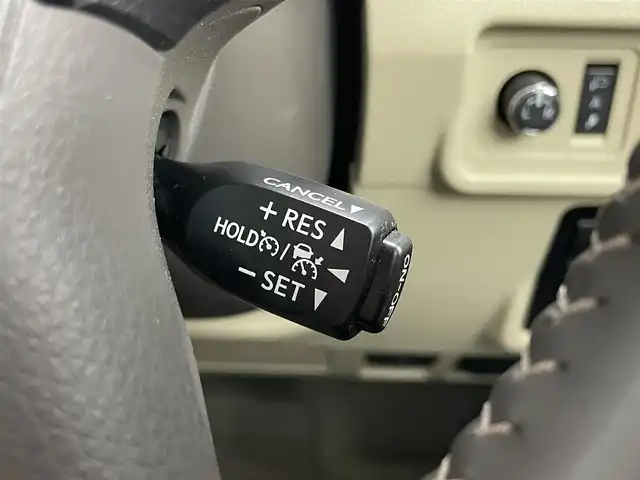 CANCEL▼
+ RES ▲
HOLD / ◀
− SET ▼
ON-OFF